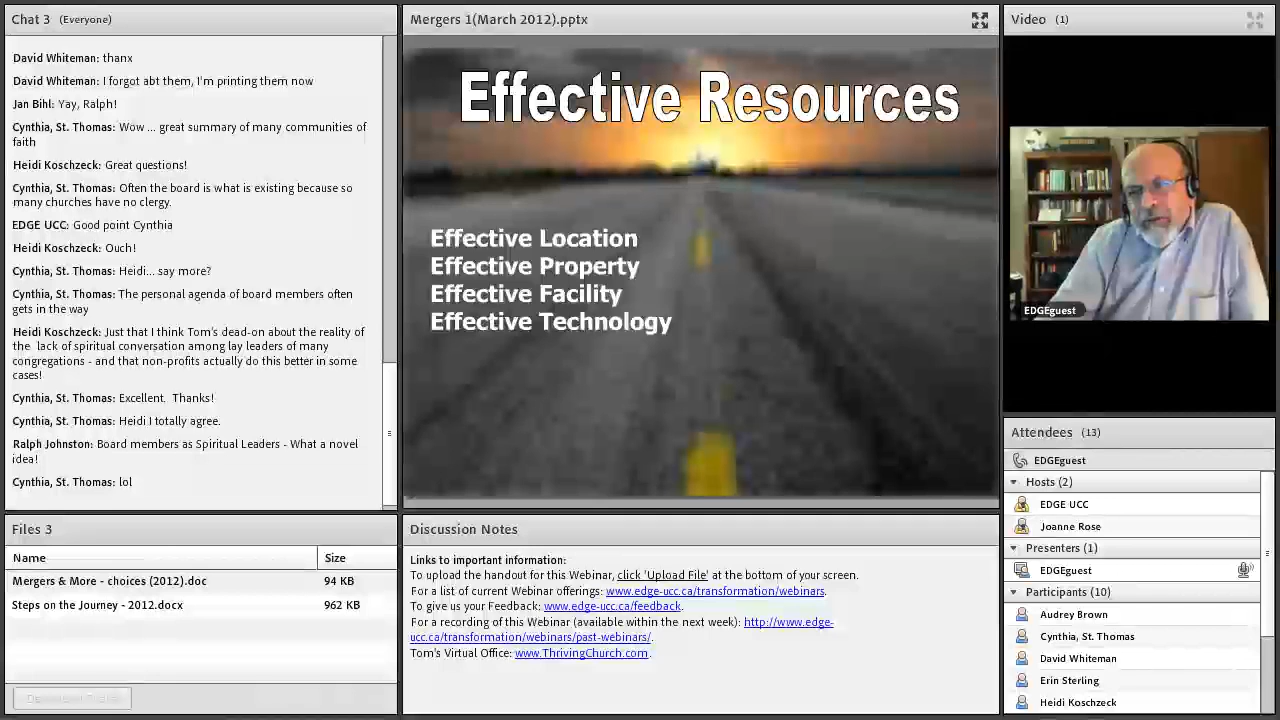 Chat 3 (Everyone)
David Whiteman: thanx
David Whiteman: I forgot abt them, I'm printing them now
Jan Bihl: Yay, Ralph!
Cynthia, St. Thomas: Wow ... great summary of many communities of
faith
Heidi Koschzeck: Great questions!
Cynthia, St. Thomas: Often the board is what is existing because so
many churches have no clergy.
EDGE UCC: Good point Cynthia
Heidi Koschzeck: Ouch!
Cynthia, St. Thomas: Heidi... say more?
Cynthia, St. Thomas: The personal agenda of board members often
gets in the way
Heidi Koschzeck: Just that I think Tom's dead-on about the reality of
the lack of spiritual conversation among lay leaders of many
congregations - and that non-profits actually do this better in some
cases!
Cynthia, St. Thomas: Excellent. Thanks!
Cynthia, St. Thomas: Heidi I totally agree.
Ralph Johnston: Board members as Spiritual Leaders - What a novel
idea!
Cynthia, St. Thomas: lol
Files 3
Name Size
Mergers & More - choices (2012).doc 94 KB
Steps on the Journey - 2012.docx 962 KB
Mergers 1(March 2012).pptx
Effective Resources
Effective Location
Effective Property
Effective Facility
Effective Technology
Discussion Notes
Links to important information:
To upload the handout for this Webinar, click 'Upload File' at the bottom of your screen.
For a list of current Webinar offerings: www.edge-ucc.ca/transformation/webinars.
To give us your Feedback: www.edge-ucc.ca/feedback.
For a recording of this Webinar (available within the next week): http://www.edge-
ucc.ca/transformation/webinars/past-webinars/.
Tom's Virtual Office: www.ThrivingChurch.com.
Video (1)
EDGEguest
Attendees (13)
EDGEguest
Hosts (2)
EDGE UCC
Joanne Rose
Presenters (1)
EDGEguest
Participants (10)
Audrey Brown
Cynthia, St. Thomas
David Whiteman
Erin Sterling
Heidi Koschzeck